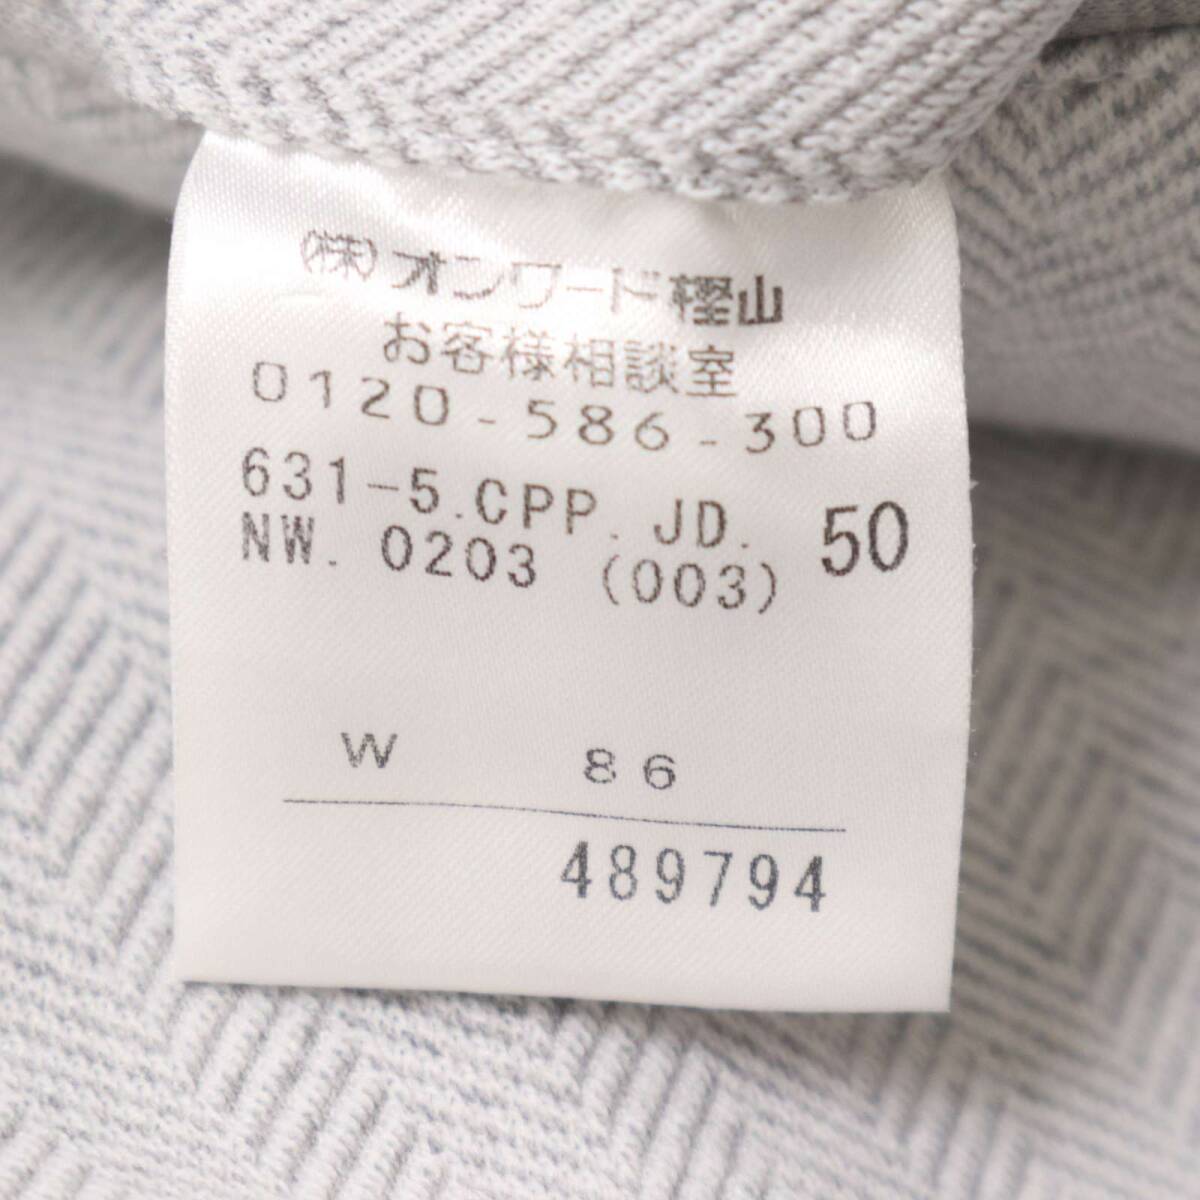 (株)オンワード樫山
お客様相談室
0120-586-300
631-5.CPP.JD. 50
NW. 0203 (003)
W 86
489794